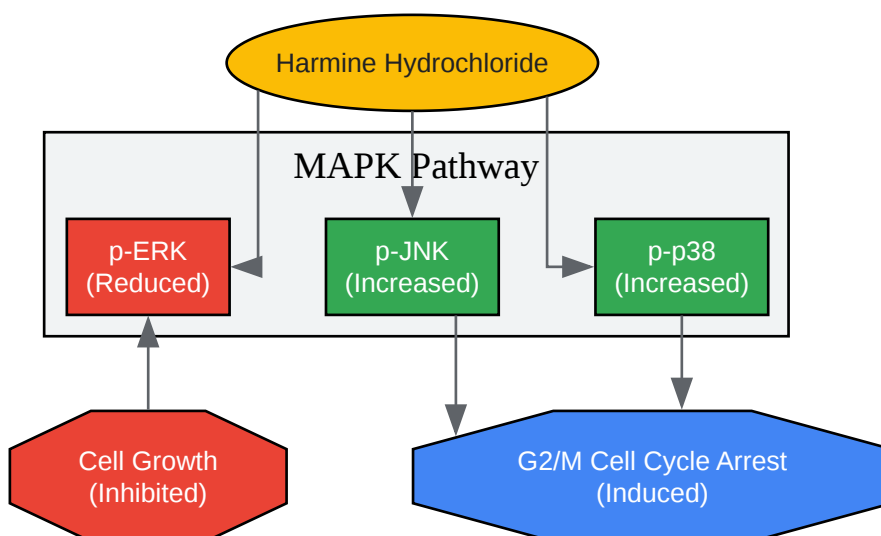 Harmine Hydrochloride
MAPK Pathway
p-ERK
(Reduced)
p-JNK
(Increased)
p-p38
(Increased)
Cell Growth
(Inhibited)
G2/M Cell Cycle Arrest
(Induced)